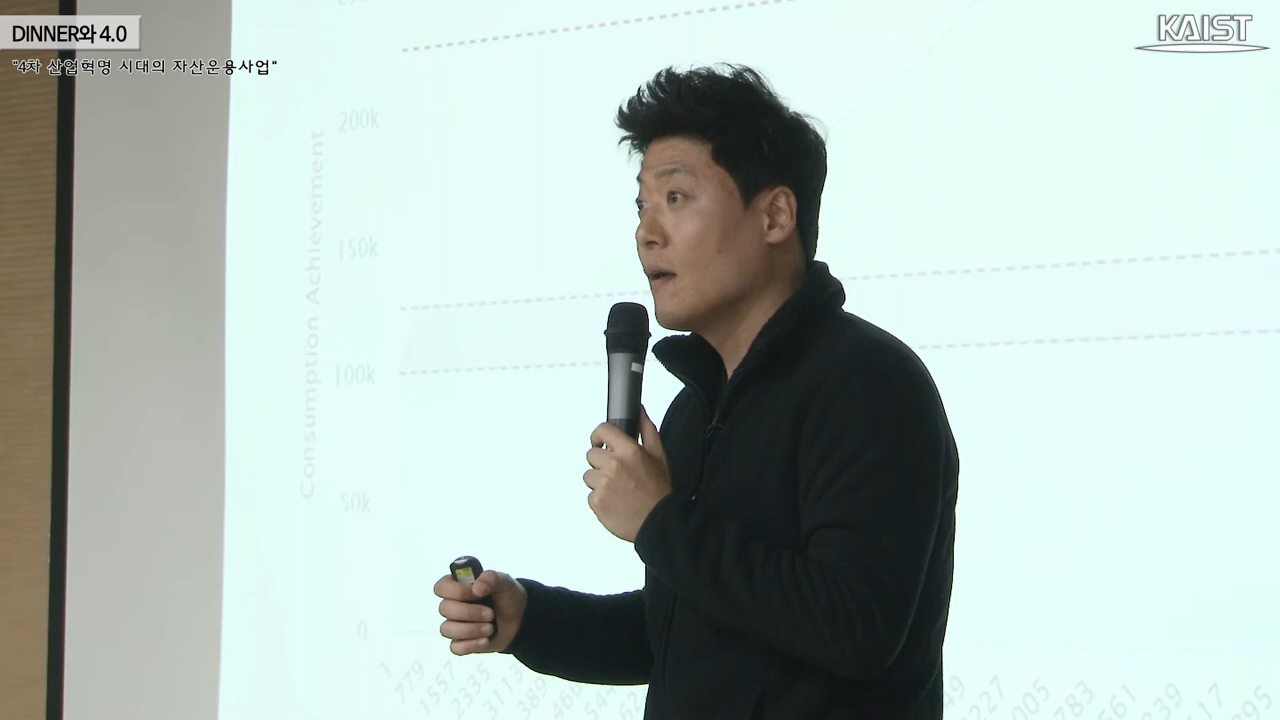 DINNER와 4.0
KAIST
"4차 산업혁명 시대의 자산운용사업"
200k
150k
100k
50k
0
Consumption Achievement
1
779
1557
2335
3113